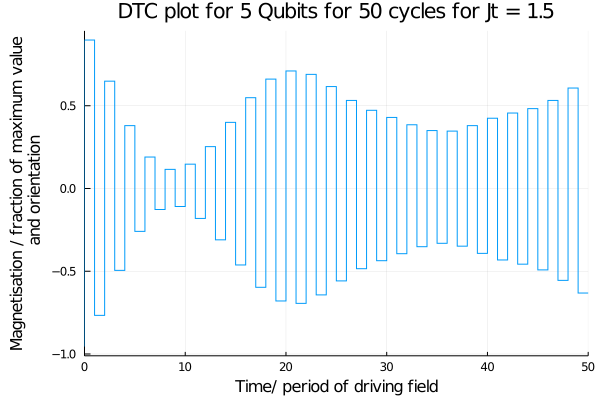 DTC plot for 5 Qubits for 50 cycles for Jt = 1.5
Magnetisation / fraction of maximum value
and orientation
0.5
0.0
−0.5
−1.0
0 10 20 30 40 50
Time/ period of driving field